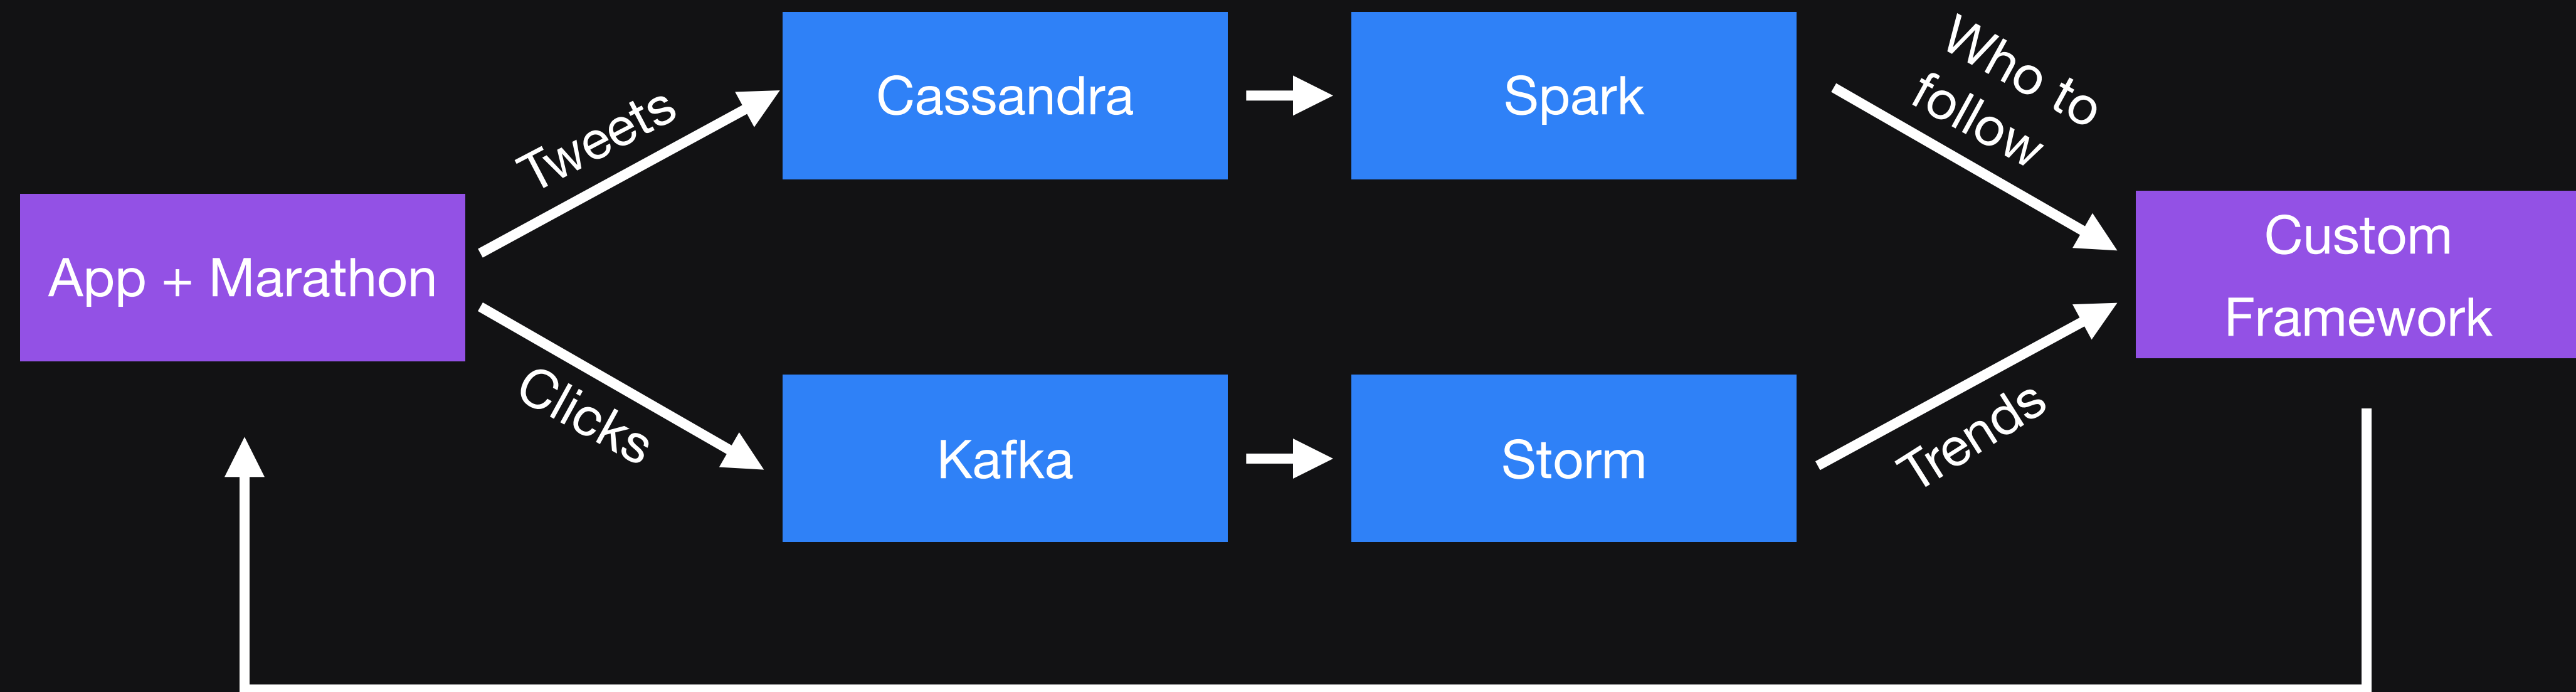 Tweets
Cassandra
Spark
Who to
follow
App + Marathon
Custom
Framework
Clicks
Kafka
Storm
Trends